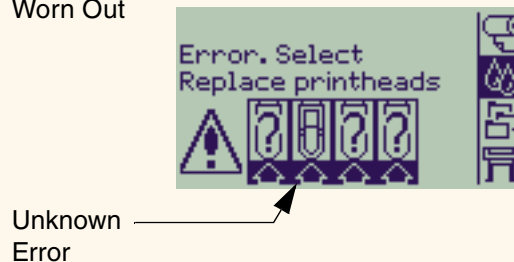 Worn Out
Error. Select
Replace printheads
? ? ? ?
Unknown
Error